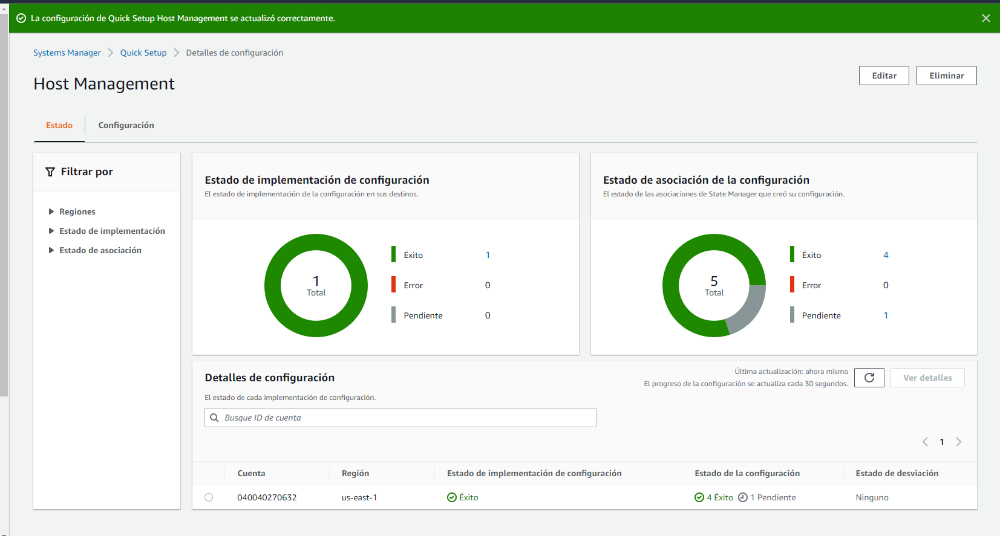 La configuración de Quick Setup Host Management se actualizó correctamente.
Systems Manager > Quick Setup > Detalles de configuración
Host Management
Editar
Eliminar
Estado
Configuración
Filtrar por
Regiones
Estado de implementación
Estado de asociación
Estado de implementación de configuración
El estado de implementación de la configuración en sus destinos.
1
Total
Éxito 1
Error 0
Pendiente 0
Estado de asociación de la configuración
El estado de las asociaciones de State Manager que creó su configuración.
5
Total
Éxito 4
Error 0
Pendiente 1
Detalles de configuración
El estado de cada implementación de configuración.
Última actualización: ahora mismo
El progreso de la configuración se actualiza cada 30 segundos.
Ver detalles
Busque ID de cuenta
1
Cuenta Región Estado de implementación de configuración Estado de la configuración Estado de desviación
040040270632 us-east-1 Éxito 4 Éxito 1 Pendiente Ninguno